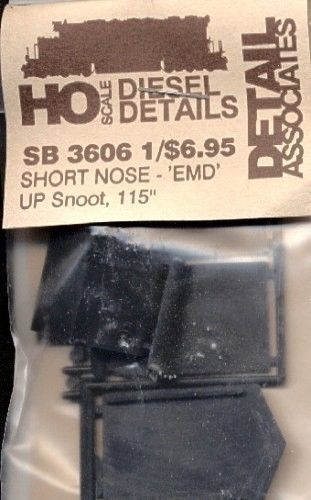 HO SCALE DIESEL DETAILS
DETAIL ASSOCIATES
SB 3606 1/$6.95
SHORT NOSE - 'EMD'
UP Snoot, 115"